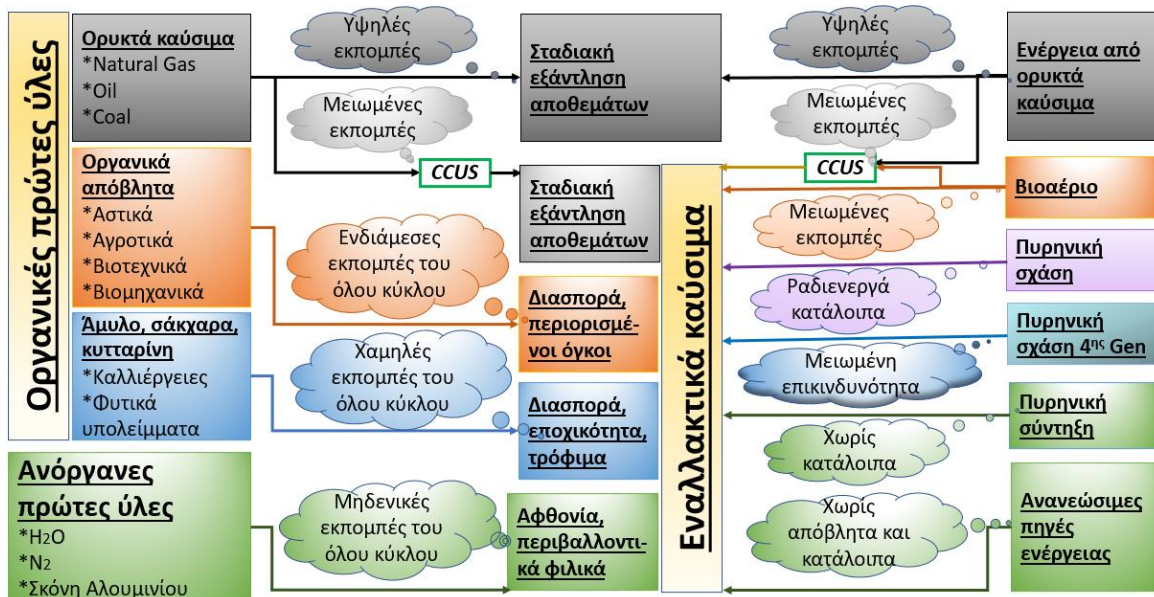 Οργανικές πρώτες ύλες
Ορυκτά καύσιμα
*Natural Gas
*Oil
*Coal
Υψηλές
εκπομπές
Μειωμένες
εκπομπές
CCUS
Σταδιακή
εξάντληση
αποθεμάτων
Σταδιακή
εξάντληση
αποθεμάτων
Οργανικά
απόβλητα
*Αστικά
*Αγροτικά
*Βιοτεχνικά
*Βιομηχανικά
Ενδιάμεσες
εκπομπές του
όλου κύκλου
Διασπορά,
περιορισμέ-
νοι όγκοι
Άμυλο, σάκχαρα,
κυτταρίνη
*Καλλιέργειες
*Φυτικά
υπολείμματα
Χαμηλές
εκπομπές του
όλου κύκλου
Διασπορά,
εποχικότητα,
τρόφιμα
Ανόργανες
πρώτες ύλες
*H2O
*N2
*Σκόνη Αλουμινίου
Μηδενικές
εκπομπές του
όλου κύκλου
Αφθονία,
περιβαλλοντι-
κά φιλικά
Εναλλακτικά καύσιμα
Υψηλές
εκπομπές
Μειωμένες
εκπομπές
CCUS
Ενέργεια από
ορυκτά
καύσιμα
Μειωμένες
εκπομπές
Βιοαέριο
Ραδιενεργά
κατάλοιπα
Πυρηνική
σχάση
Μειωμένη
επικινδυνότητα
Πυρηνική
σχάση 4ης Gen
Χωρίς
κατάλοιπα
Πυρηνική
σύντηξη
Χωρίς
απόβλητα και
κατάλοιπα
Ανανεώσιμες
πηγές
ενέργειας